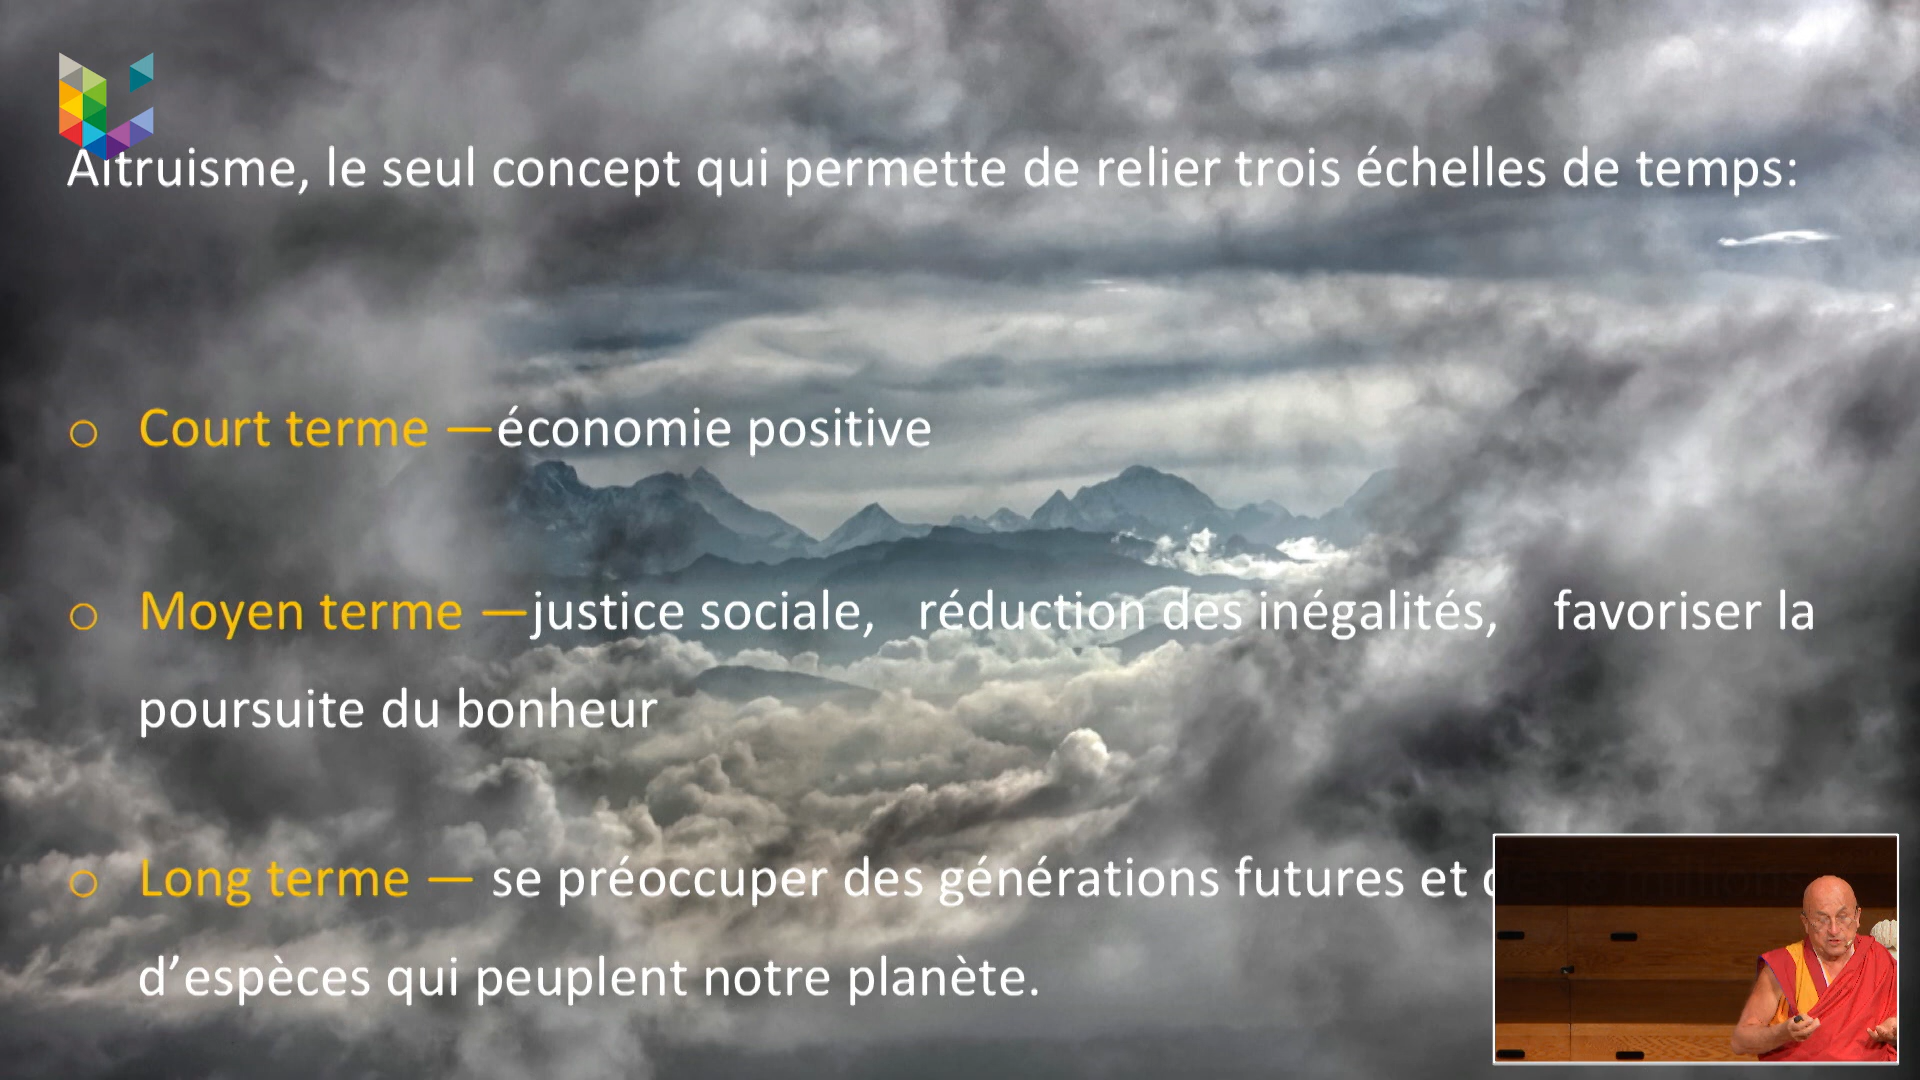 Altruisme, le seul concept qui permette de relier trois échelles de temps:
o Court terme —économie positive
o Moyen terme —justice sociale, réduction des inégalités, favoriser la
poursuite du bonheur
o Long terme — se préoccuper des générations futures et
d’espèces qui peuplent notre planète.